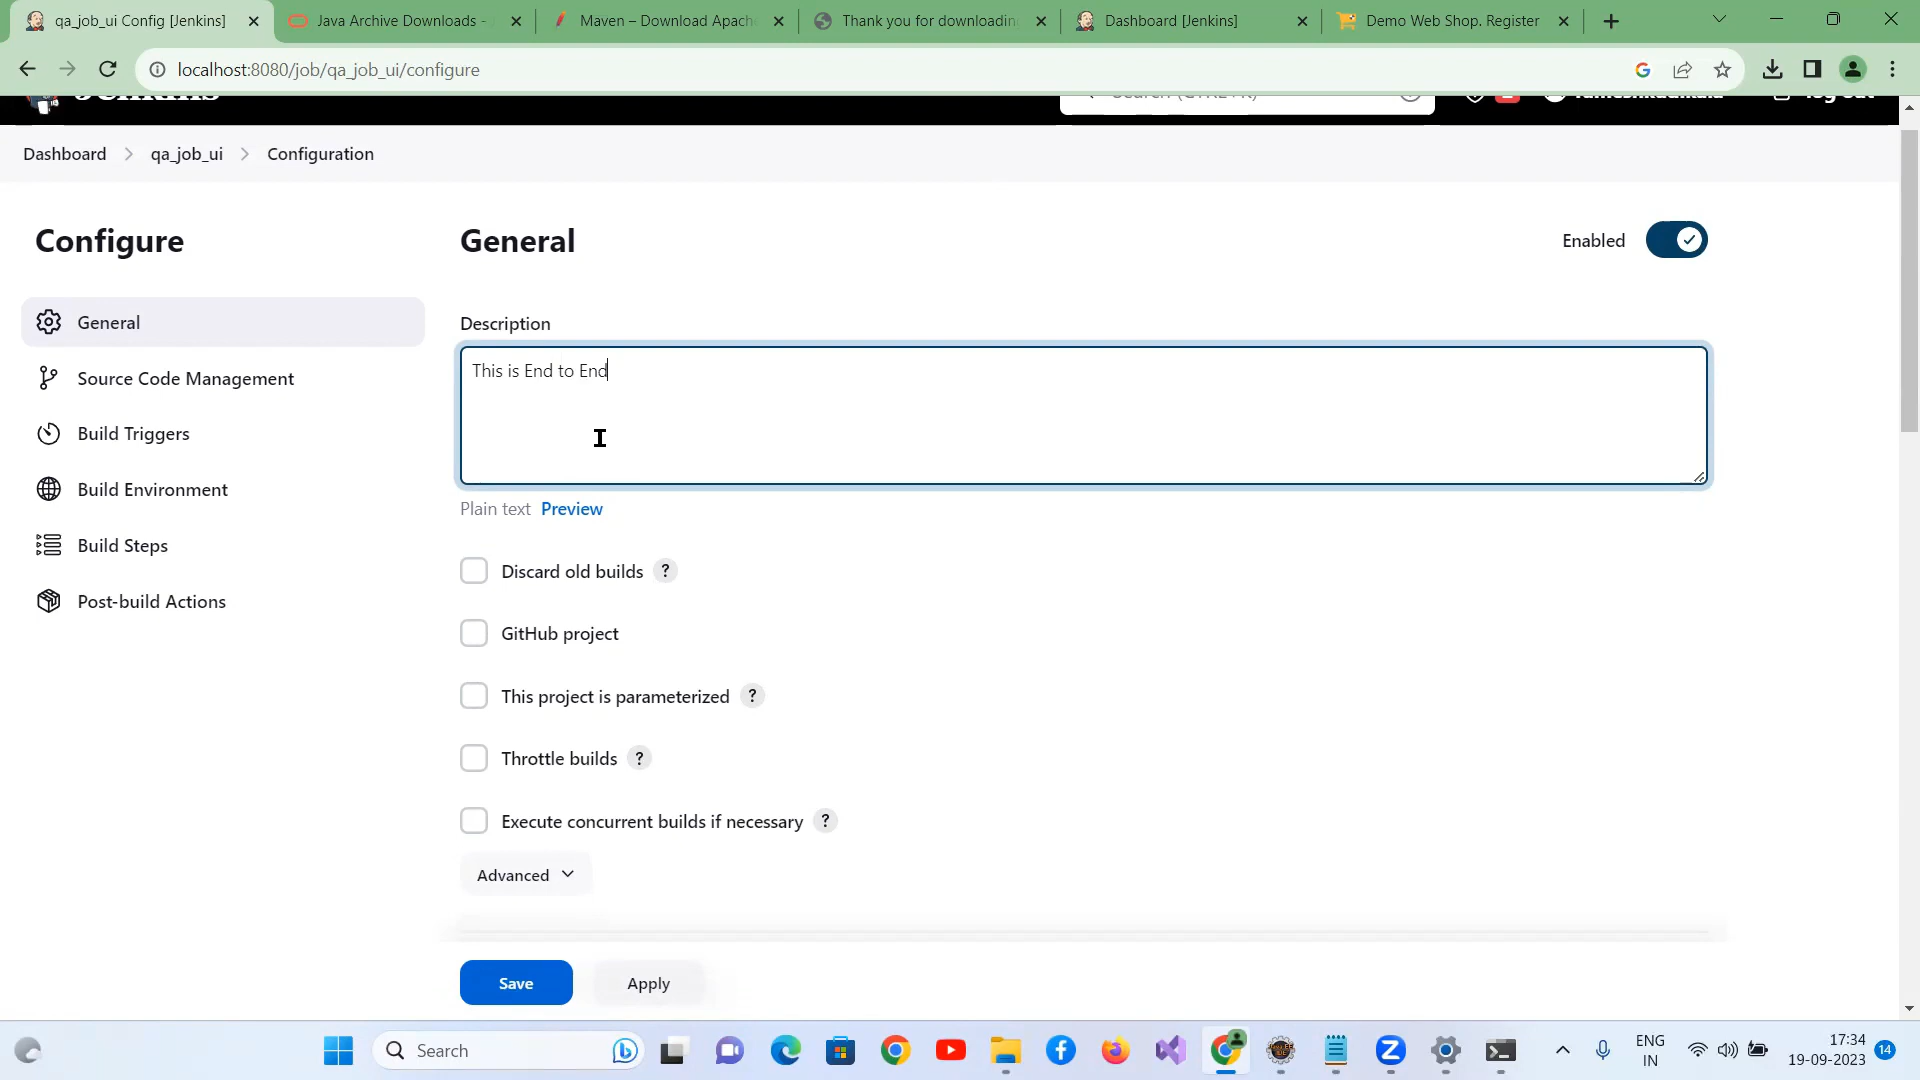 qa_job_ui Config [Jenkins]
Java Archive Downloads -
Maven – Download Apach
Thank you for downloadin
Dashboard [Jenkins]
Demo Web Shop. Register
localhost:8080/job/qa_job_ui/configure
Dashboard
qa_job_ui
Configuration
Configure
General
Source Code Management
Build Triggers
Build Environment
Build Steps
Post-build Actions
General
Enabled
Description
This is End to End
Plain text Preview
Discard old builds ?
GitHub project
This project is parameterized ?
Throttle builds ?
Execute concurrent builds if necessary ?
Advanced
Save
Apply
Search
ENG
IN
17:34
19-09-2023
14